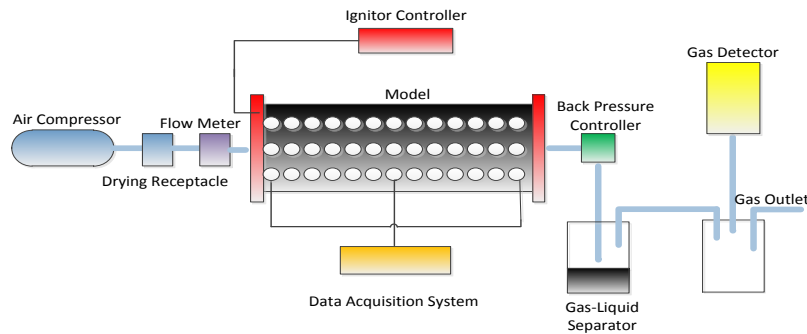 Ignitor Controller
Gas Detector
Model
Air Compressor
Flow Meter
Back Pressure
Controller
Drying Receptacle
Gas Outlet
Data Acquisition System
Gas-Liquid
Separator